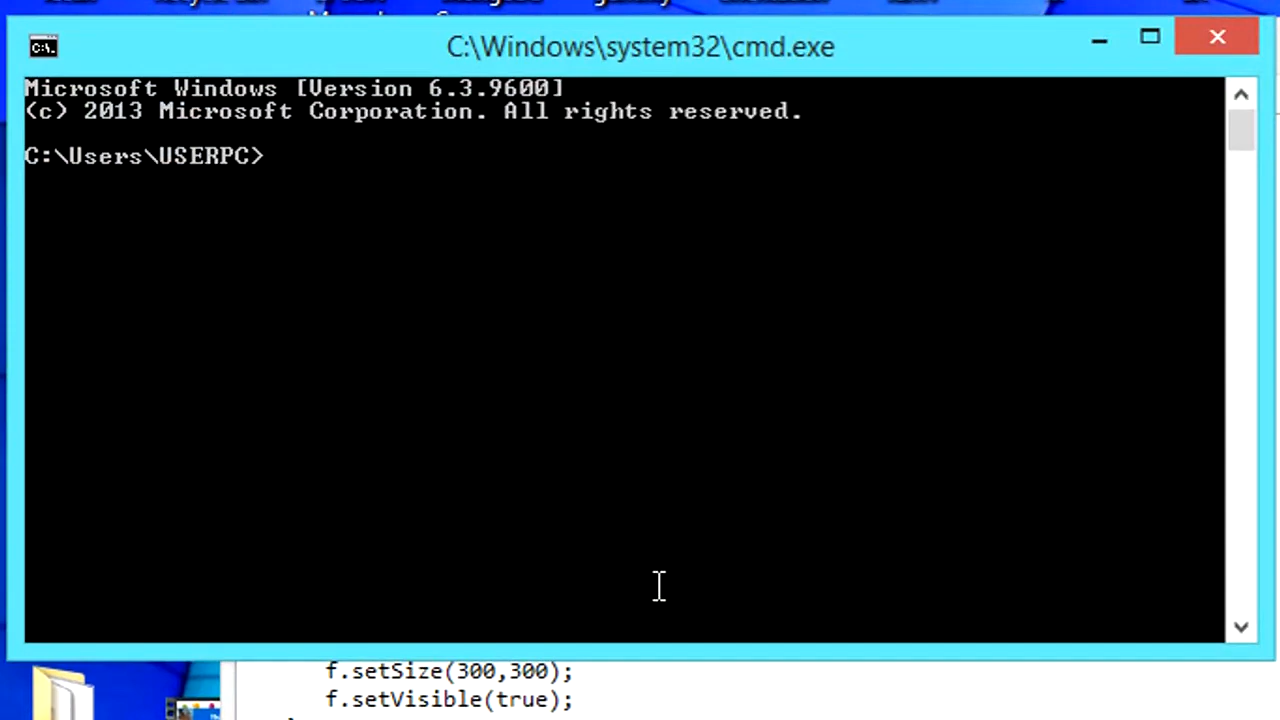 C:\Windows\system32\cmd.exe
Microsoft Windows [Version 6.3.9600]
(c) 2013 Microsoft Corporation. All rights reserved.
C:\Users\USERPC>
f.setSize(300,300);
f.setVisible(true);